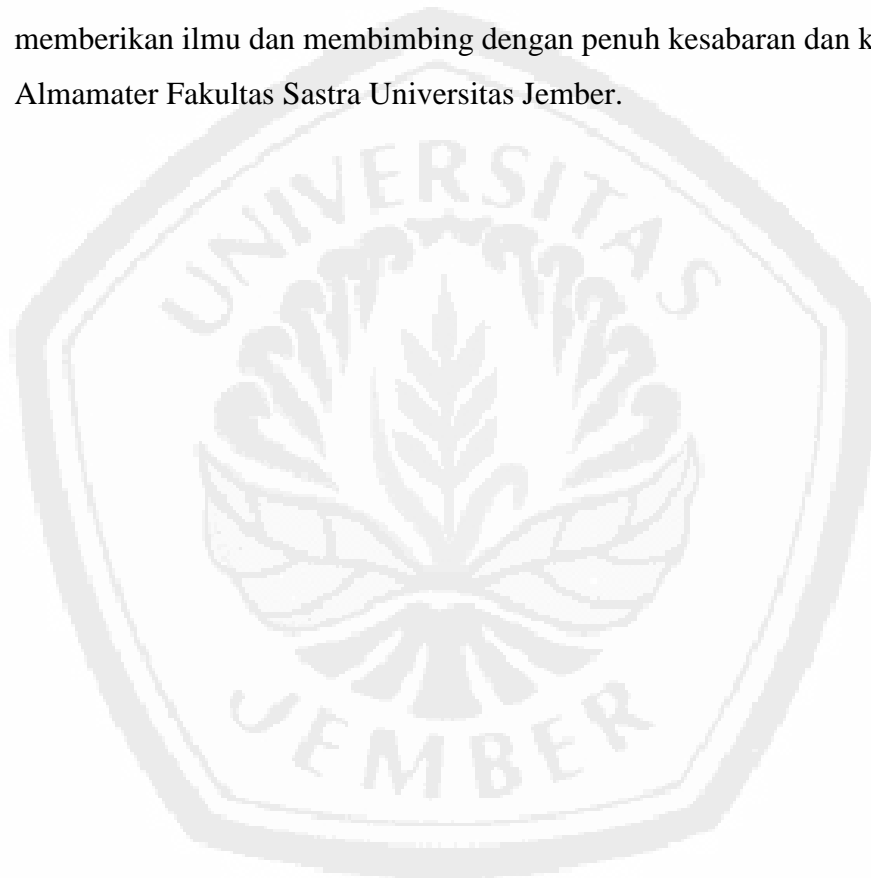 memberikan ilmu dan membimbing dengan penuh kesabaran dan
Almamater Fakultas Sastra Universitas Jember.
UNIVERSITAS
JEMBER